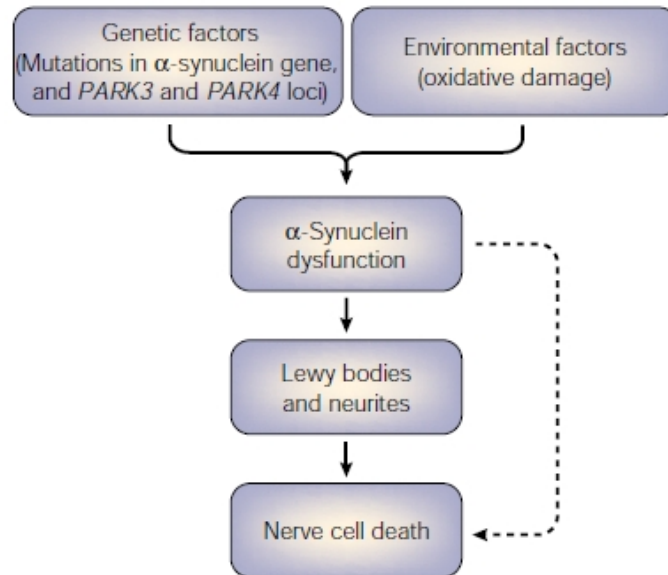 Genetic factors
(Mutations in α-synuclein gene,
and PARK3 and PARK4 loci)
Environmental factors
(oxidative damage)
α-Synuclein
dysfunction
Lewy bodies
and neurites
Nerve cell death